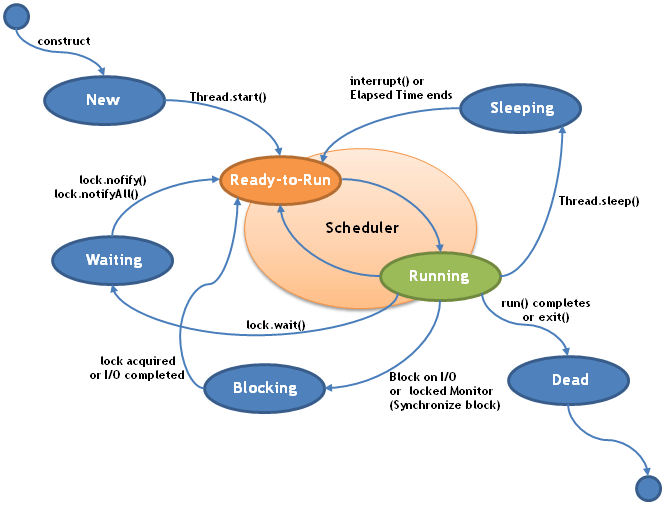 construct
New
Thread.start()
interrupt() or
Elapsed Time ends
Sleeping
lock.nofify()
lock.notifyAll()
Ready-to-Run
Thread.sleep()
Scheduler
Waiting
Running
run() completes
or exit()
lock.wait()
lock acquired
or I/O completed
Blocking
Block on I/O
or locked Monitor
(Synchronize block)
Dead